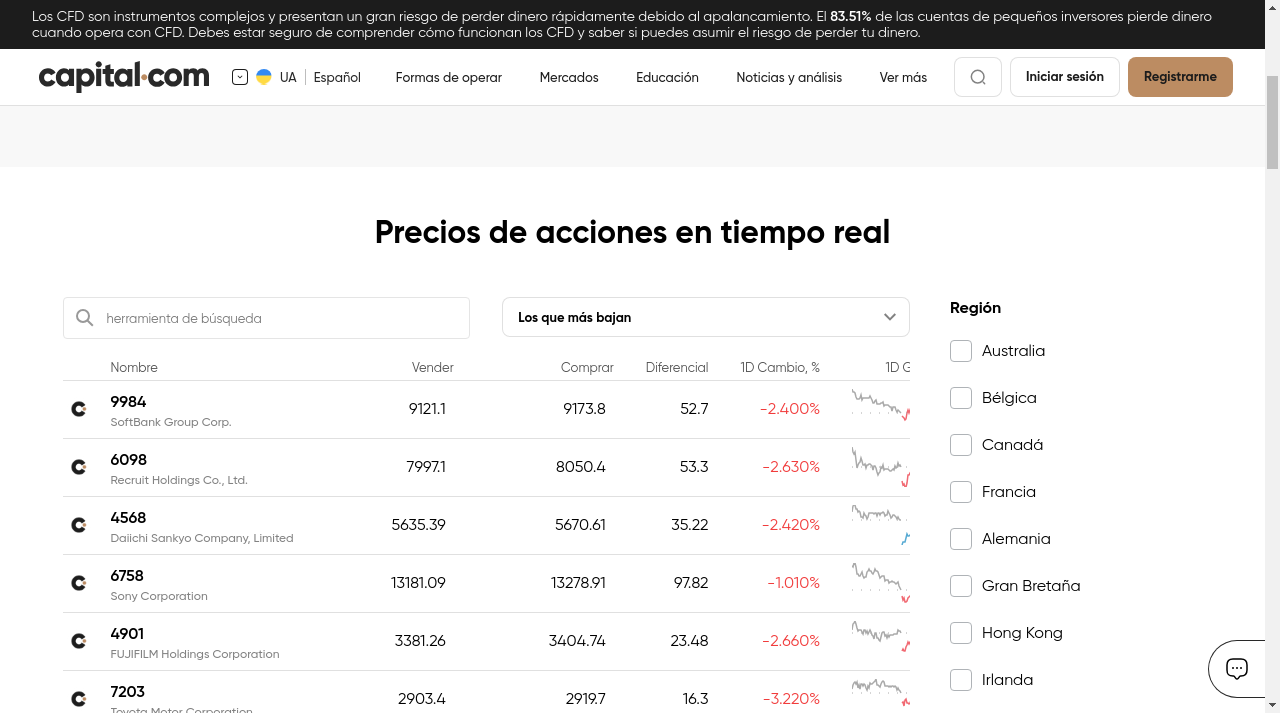 Los CFD son instrumentos complejos y presentan un gran riesgo de perder dinero rápidamente debido al apalancamiento. El 83.51% de las cuentas de pequeños inversores pierde dinero
cuando opera con CFD. Debes estar seguro de comprender cómo funcionan los CFD y saber si puedes asumir el riesgo de perder tu dinero.
capital.com UA Español Formas de operar Mercados Educación Noticias y análisis Ver más Iniciar sesión Registrarme
Precios de acciones en tiempo real
herramienta de búsqueda Los que más bajan
Nombre Vender Comprar Diferencial 1D Cambio, % 1D
9984 9121.1 9173.8 52.7 -2.400%
SoftBank Group Corp.
6098 7997.1 8050.4 53.3 -2.630%
Recruit Holdings Co., Ltd.
4568 5635.39 5670.61 35.22 -2.420%
Daiichi Sankyo Company, Limited
6758 13181.09 13278.91 97.82 -1.010%
Sony Corporation
4901 3381.26 3404.74 23.48 -2.660%
FUJIFILM Holdings Corporation
7203 2903.4 2919.7 16.3 -3.220%
Toyota Motor Corporation
Región
Australia
Bélgica
Canadá
Francia
Alemania
Gran Bretaña
Hong Kong
Irlanda